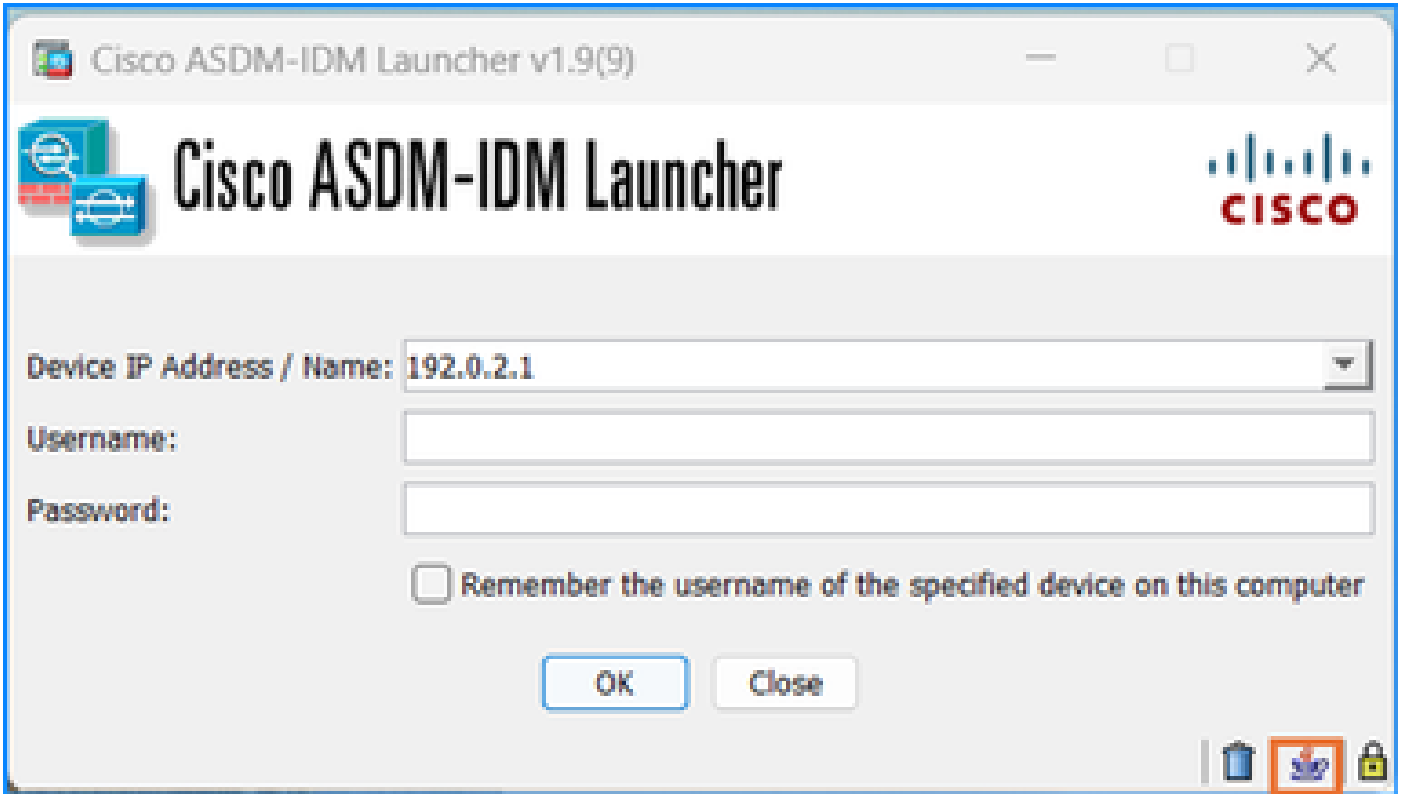 Cisco ASDM-IDM Launcher v1.9(9)
Cisco ASDM-IDM Launcher
CISCO
Device IP Address / Name: 192.0.2.1
Username:
Password:
Remember the username of the specified device on this computer
OK Close